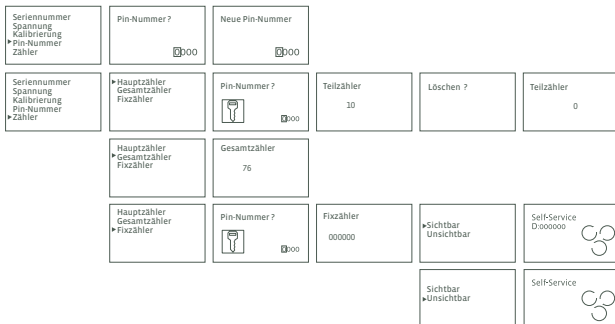 Seriennummer
Spannung
Kalibrierung
Pin-Nummer
Zähler
Pin-Nummer ?
0000
Neue Pin-Nummer
0000
Seriennummer
Spannung
Kalibrierung
Pin-Nummer
Zähler
Hauptzähler
Gesamtzähler
Fixzähler
Pin-Nummer ?
0000
Teilzähler
10
Löschen ?
Teilzähler
0
Hauptzähler
Gesamtzähler
Fixzähler
Gesamtzähler
76
Hauptzähler
Gesamtzähler
Fixzähler
Pin-Nummer ?
0000
Fixzähler
000000
Sichtbar
Unsichtbar
Self-Service
D:000000
Sichtbar
Unsichtbar
Self-Service